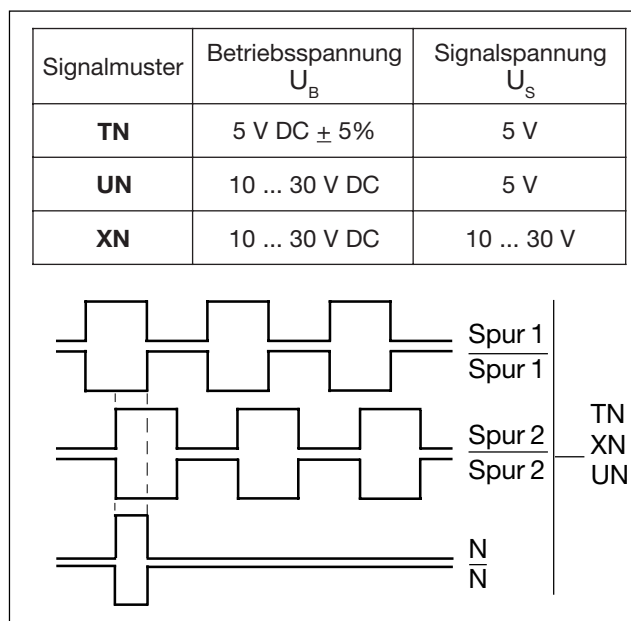 Signalmuster Betriebsspannung U_B Signalspannung U_S
TN 5 V DC ± 5% 5 V
UN 10 ... 30 V DC 5 V
XN 10 ... 30 V DC 10 ... 30 V
Spur 1
Spur 1
Spur 2
Spur 2
TN
XN
UN
N
N